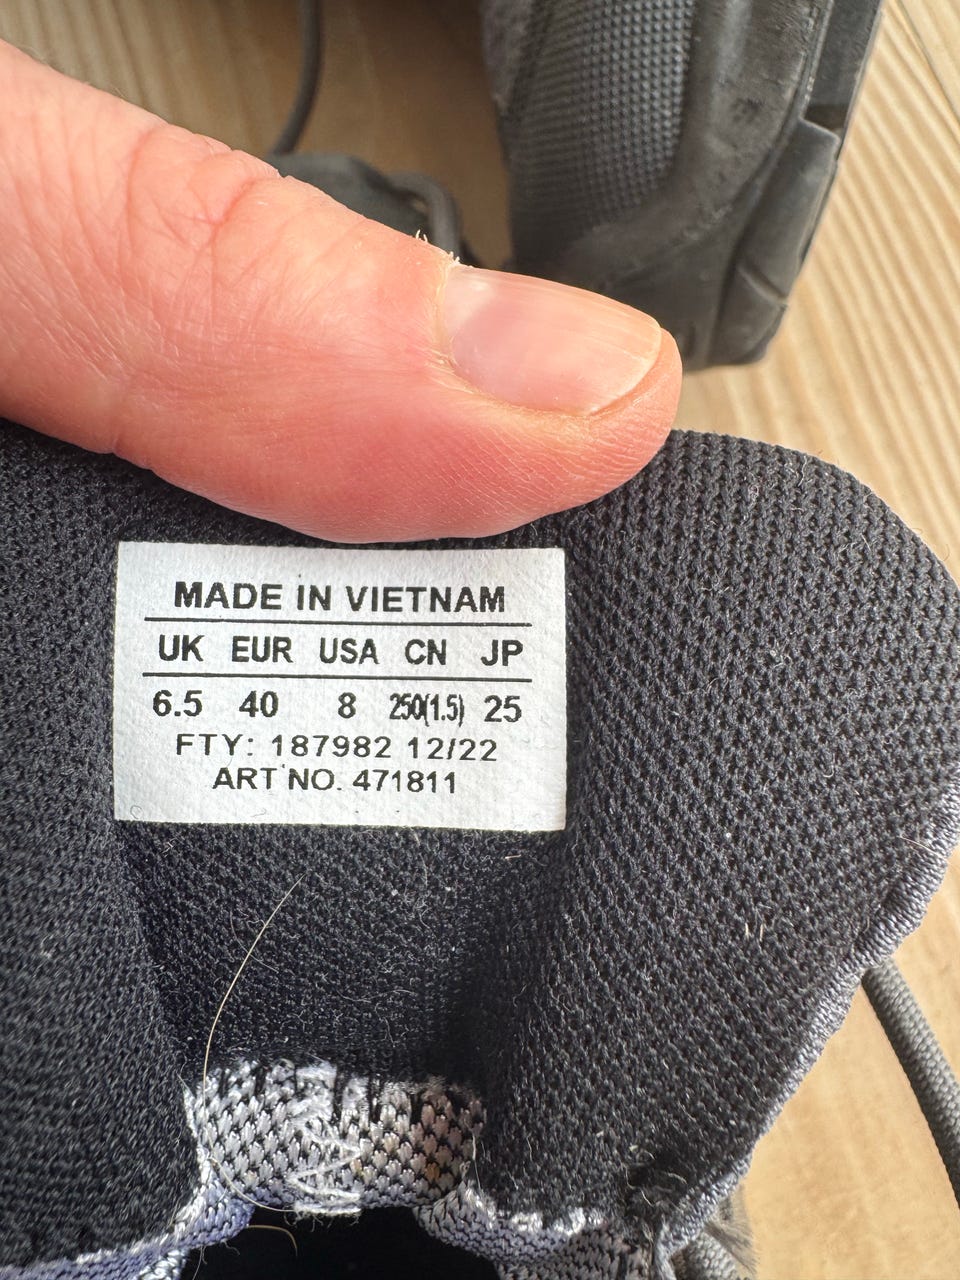 MADE IN VIETNAM
UK EUR USA CN JP
6.5 40 8 250(1.5) 25
FTY: 187982 12/22
ART NO. 471811